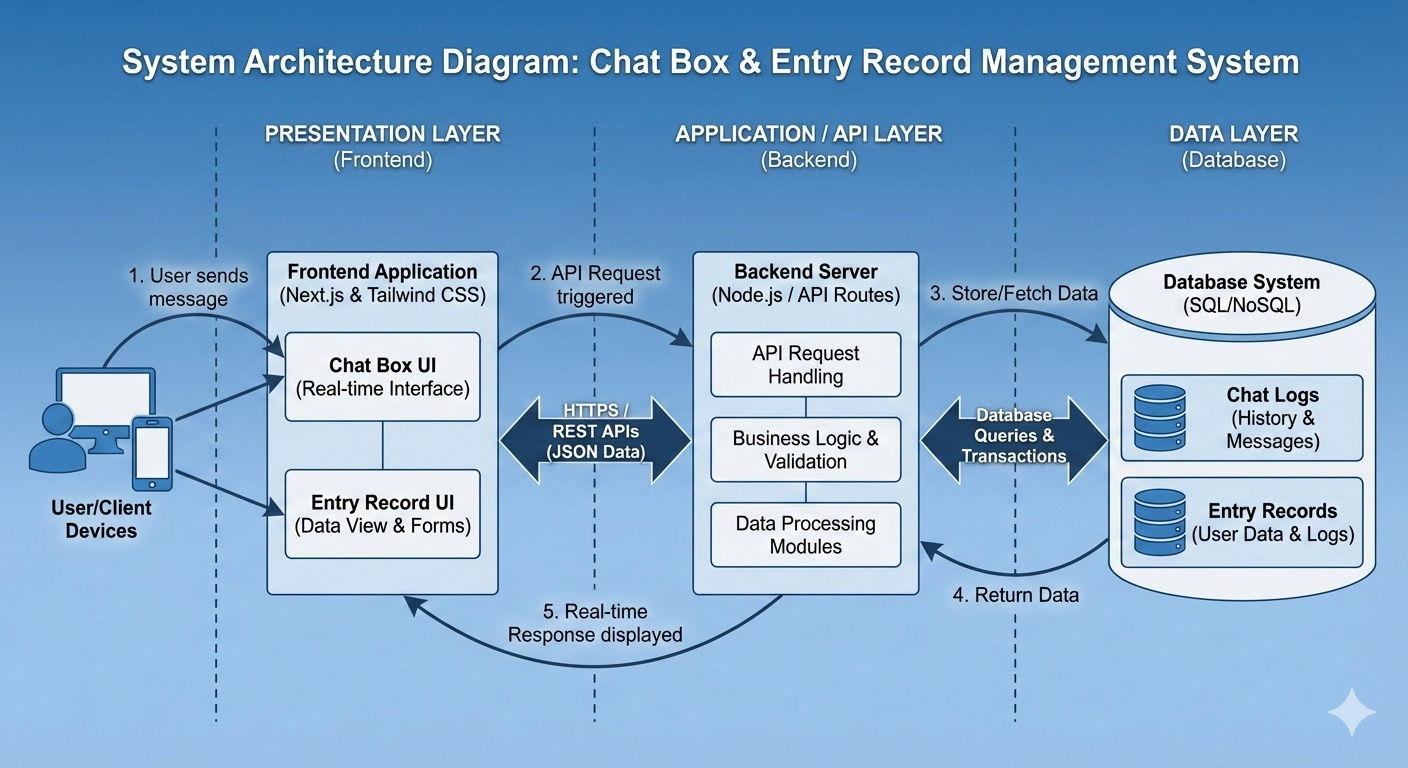 System Architecture Diagram: Chat Box & Entry Record Management System
PRESENTATION LAYER
(Frontend)
APPLICATION / API LAYER
(Backend)
DATA LAYER
(Database)
1. User sends
message
User/Client
Devices
Frontend Application
(Next.js & Tailwind CSS)
Chat Box UI
(Real-time Interface)
Entry Record UI
(Data View & Forms)
2. API Request
triggered
HTTPS /
REST APIs
(JSON Data)
5. Real-time
Response displayed
Backend Server
(Node.js / API Routes)
API Request
Handling
Business Logic &
Validation
Data Processing
Modules
3. Store/Fetch Data
Database
Queries &
Transactions
4. Return Data
Database System
(SQL/NoSQL)
Chat Logs
(History &
Messages)
Entry Records
(User Data & Logs)